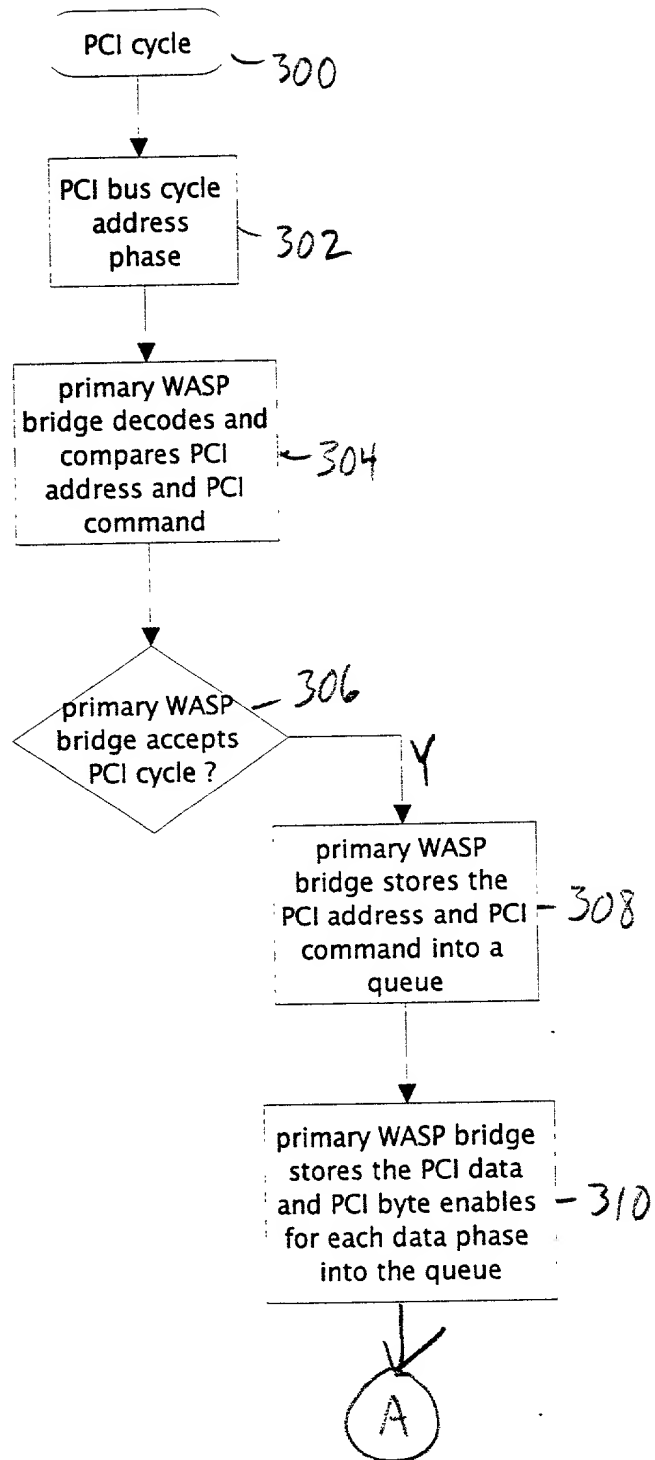 PCI cycle
300
PCI bus cycle
address
phase
302
primary WASP
bridge decodes and
compares PCI
address and PCI
command
304
306
primary WASP
bridge accepts
PCI cycle ?
Y
primary WASP
bridge stores the
PCI address and PCI
command into a
queue
308
primary WASP bridge
stores the PCI data
and PCI byte enables
for each data phase
into the queue
310
A